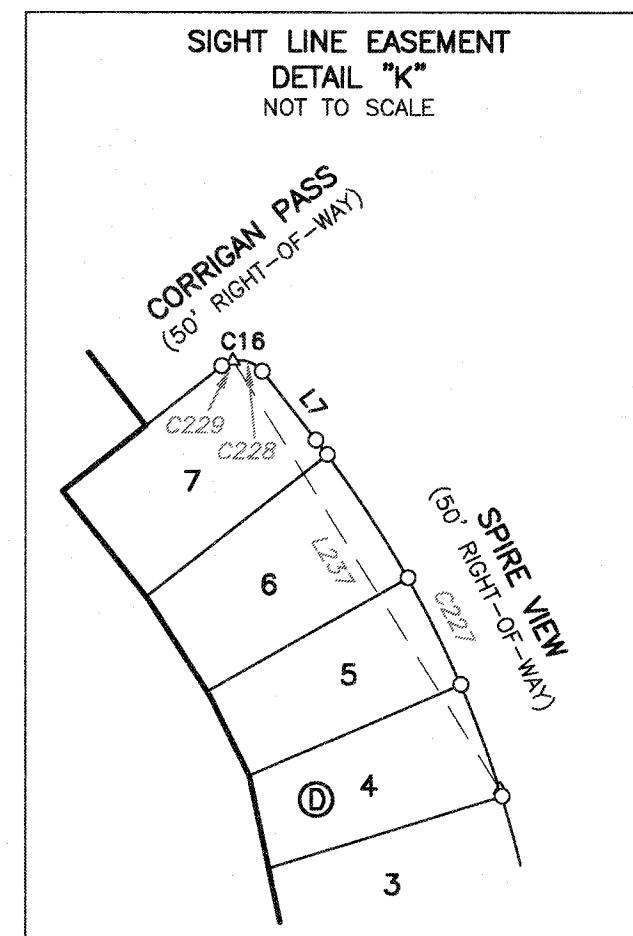 SIGHT LINE EASEMENT
DETAIL "K"
NOT TO SCALE
CORRIGAN PASS
(50' RIGHT-OF-WAY)
C16
L7
C229
C228
7
SPIRE VIEW
(50' RIGHT-OF-WAY)
L237
C227
6
5
D
4
3